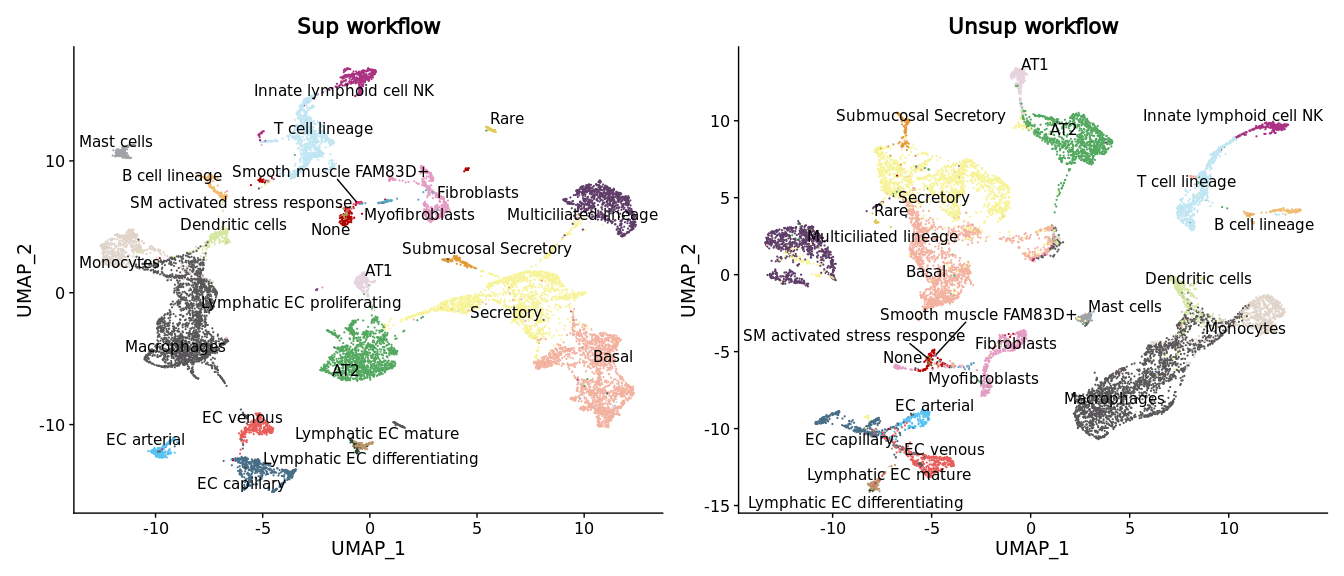 Sup workflow
Innate lymphoid cell NK
Rare
T cell lineage
Mast cells
Smooth muscle FAM83D+
B cell lineage
Fibroblasts
SM activated stress response
Myofibroblasts
Multiciliated lineage
Dendritic cells
None
Submucosal Secretory
Monocytes
AT1
Lymphatic EC proliferating
Secretory
Macrophages
Basal
AT2
EC venous
Lymphatic EC mature
EC arterial
Lymphatic EC differentiating
EC capillary
10
0
-10
-10
-5
0
5
10
UMAP_1
UMAP_2
Unsup workflow
AT1
Submucosal Secretory
Innate lymphoid cell NK
AT2
T cell lineage
Secretory
Rare
B cell lineage
Multiciliated lineage
Basal
Dendritic cells
Mast cells
Smooth muscle FAM83D+
Monocytes
SM activated stress response
Fibroblasts
None
Myofibroblasts
Macrophages
EC arterial
EC capillary
EC venous
Lymphatic EC mature
Lymphatic EC differentiating
10
5
0
-5
-10
-15
-10
-5
0
5
10
UMAP_1
UMAP_2